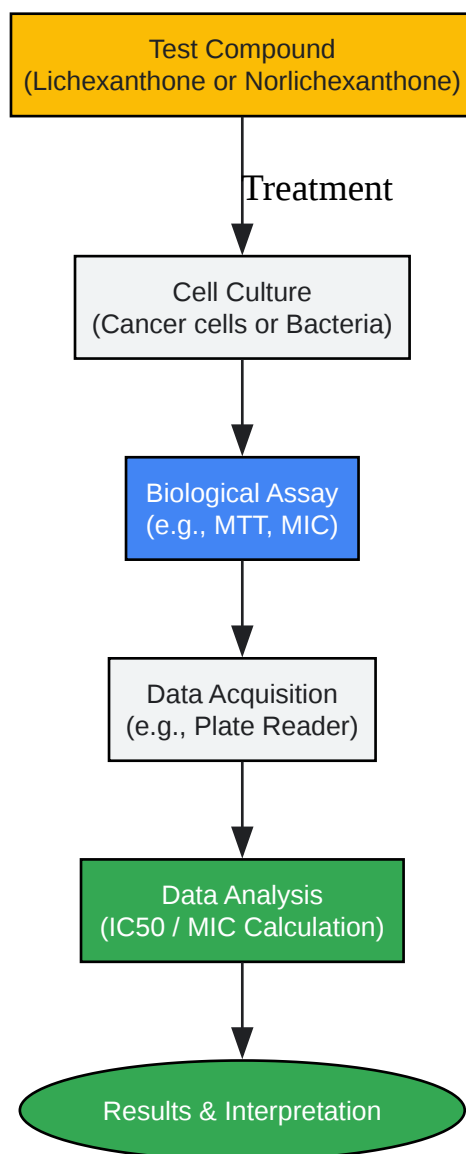 Test Compound
(Lichexanthone or Norlichexanthone)
Treatment
Cell Culture
(Cancer cells or Bacteria)
Biological Assay
(e.g., MTT, MIC)
Data Acquisition
(e.g., Plate Reader)
Data Analysis
(IC50 / MIC Calculation)
Results & Interpretation